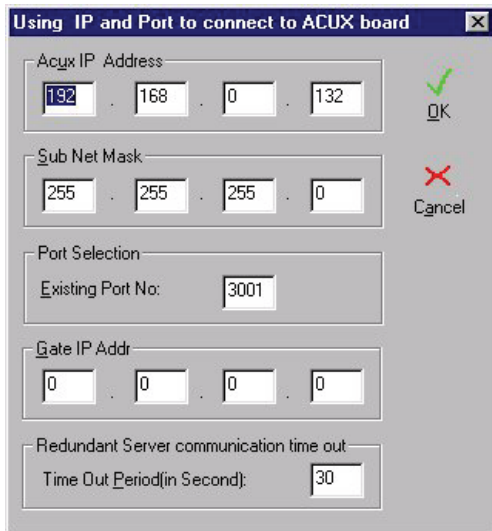 Using IP and Port to connect to ACUX board
Acux IP Address
192 . 168 . 0 . 132
OK
Sub Net Mask
255 . 255 . 255 . 0
Cancel
Port Selection
Existing Port No: 3001
Gate IP Addr
0 . 0 . 0 . 0
Redundant Server communication time out
Time Out Period(in Second): 30